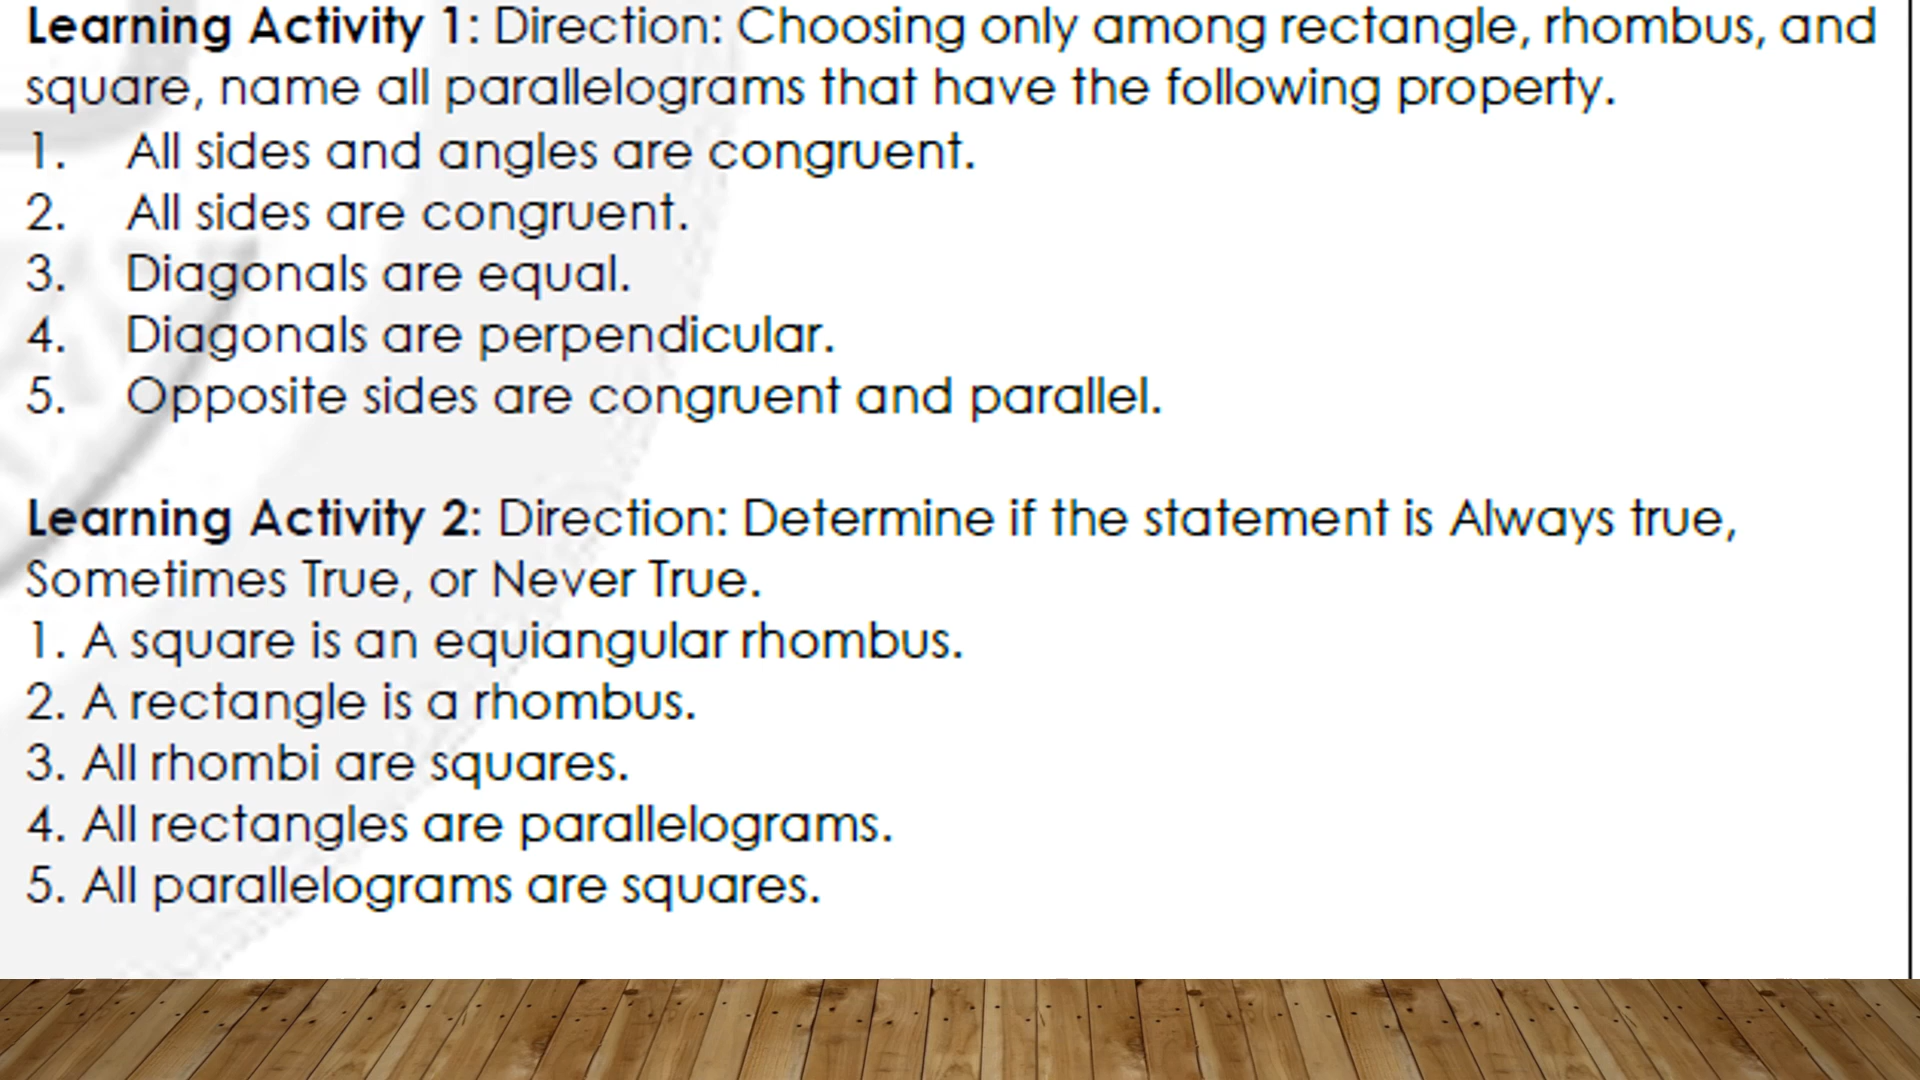 Learning Activity 1: Direction: Choosing only among rectangle, rhombus, and
square, name all parallelograms that have the following property.
1. All sides and angles are congruent.
2. All sides are congruent.
3. Diagonals are equal.
4. Diagonals are perpendicular.
5. Opposite sides are congruent and parallel.
Learning Activity 2: Direction: Determine if the statement is Always true,
Sometimes True, or Never True.
1. A square is an equiangular rhombus.
2. A rectangle is a rhombus.
3. All rhombi are squares.
4. All rectangles are parallelograms.
5. All parallelograms are squares.